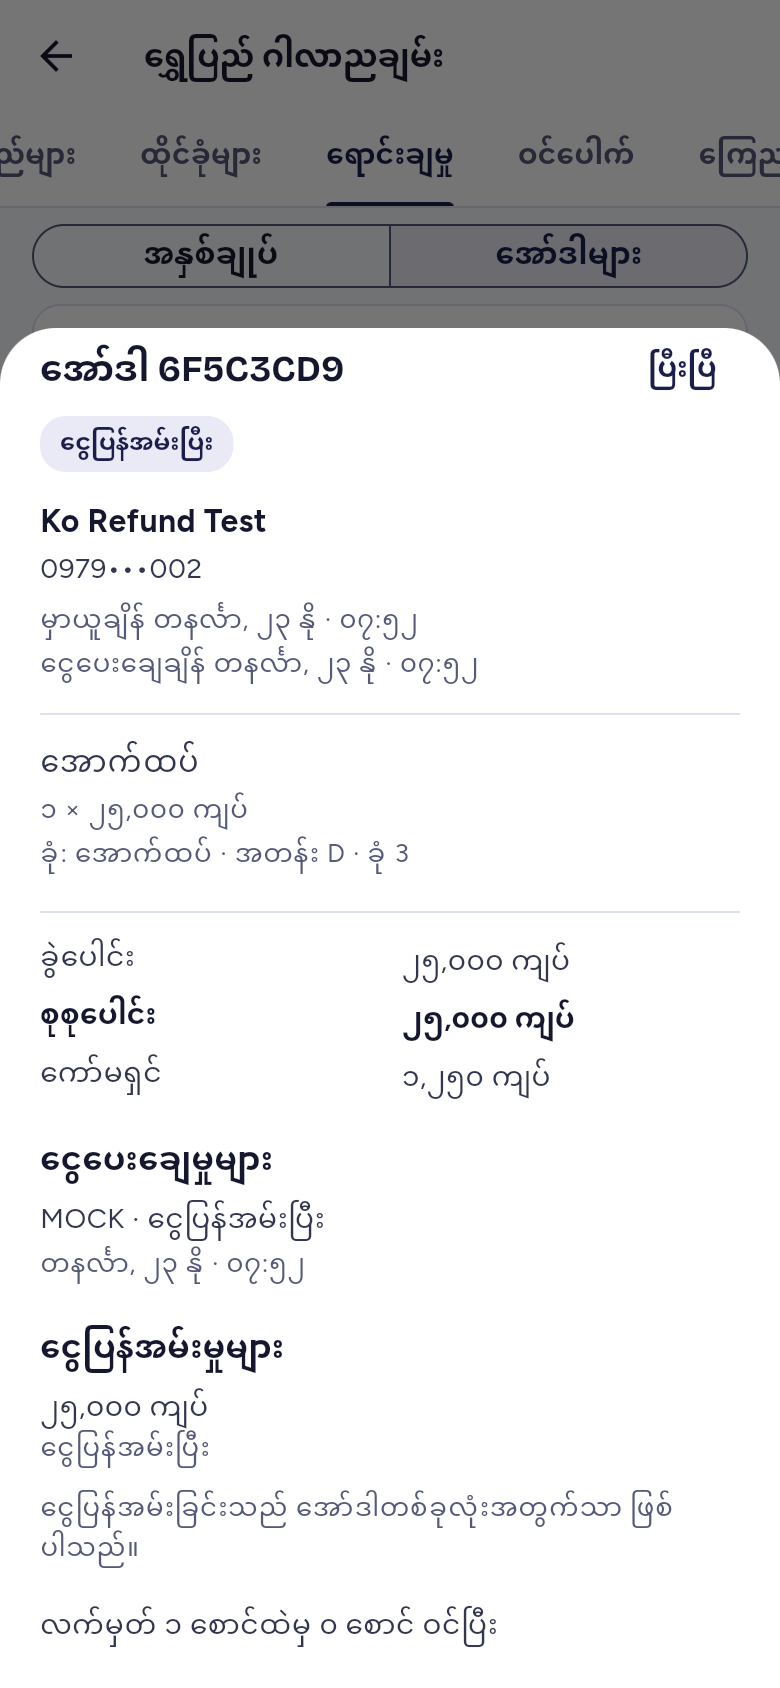 ရွှေပြည် ဂါလာညချမ်း
ည်များ ထိုင်ခုံများ ရောင်းချမှု ဝင်ပေါက် ကြေည
အနှစ်ချုပ် အော်ဒါများ
အော်ဒါ 6F5C3CD9 ပြီးပြီ
ငွေပြန်အမ်းပြီး
Ko Refund Test
0979•••002
မှာယူချိန် တနင်္လာ, ၂၃ နို · ၀၇:၅၂
ငွေပေးချေချိန် တနင်္လာ, ၂၃ နို · ၀၇:၅၂
အောက်ထပ်
၁ × ၂၅,၀၀၀ ကျပ်
ခုံ: အောက်ထပ် · အတန်း D · ခုံ 3
ခွဲပေါင်း ၂၅,၀၀၀ ကျပ်
စုစုပေါင်း ၂၅,၀၀၀ ကျပ်
ကော်မရှင် ၁,၂၅၀ ကျပ်
ငွေပေးချေမှုများ
MOCK · ငွေပြန်အမ်းပြီး
တနင်္လာ, ၂၃ နို · ၀၇:၅၂
ငွေပြန်အမ်းမှုများ
၂၅,၀၀၀ ကျပ်
ငွေပြန်အမ်းပြီး
ငွေပြန်အမ်းခြင်းသည် အော်ဒါတစ်ခုလုံးအတွက်သာ ဖြစ်
ပါသည်။
လက်မှတ် ၁ စောင်ထဲမှ ၀ စောင် ဝင်ပြီး